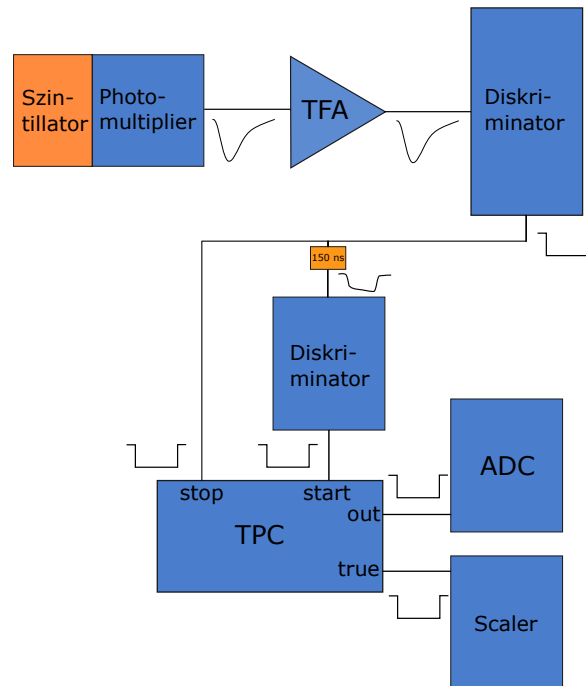 Szin-
tillator
Photo-
multiplier
TFA
Diskri-
minator
150 ns
Diskri-
minator
stop
start
out
TPC
true
ADC
Scaler